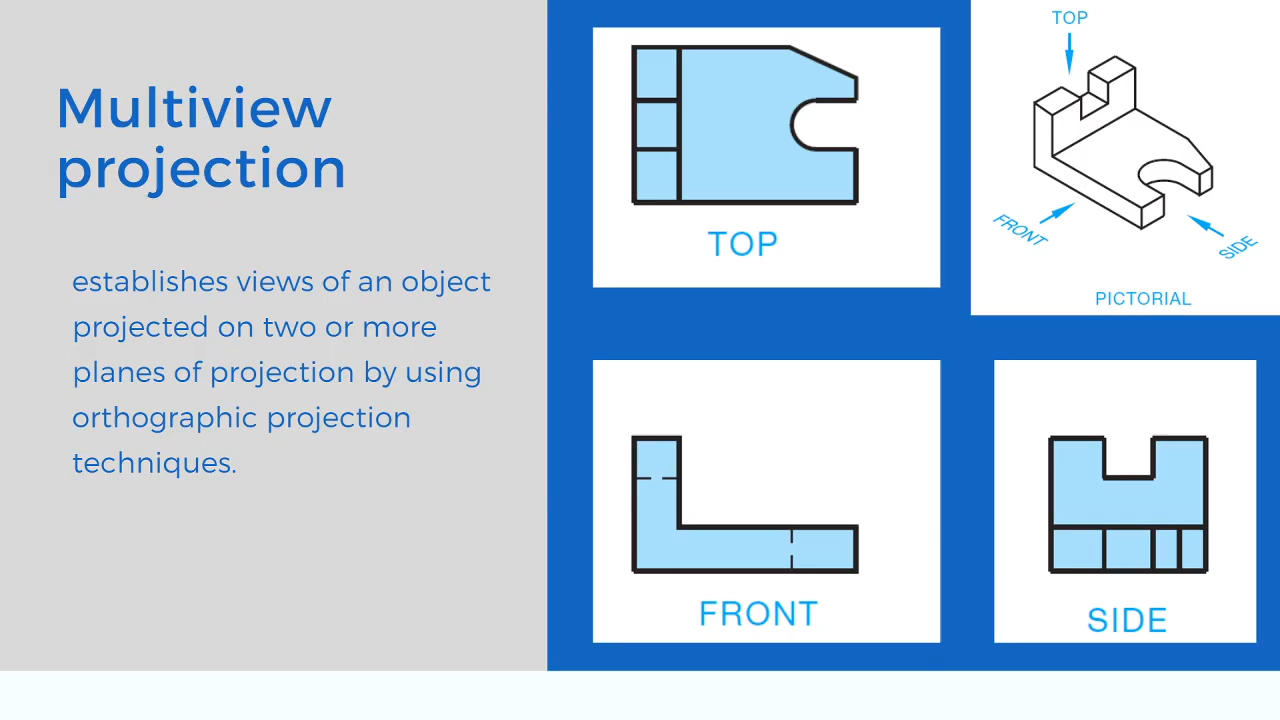 Multiview
projection
establishes views of an object
projected on two or more
planes of projection by using
orthographic projection
techniques.
TOP
TOP
FRONT
SIDE
PICTORIAL
FRONT
SIDE